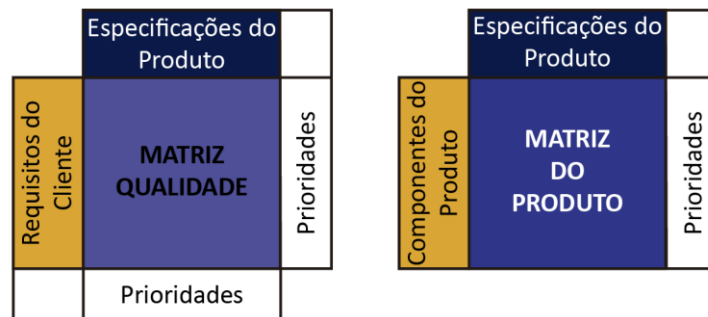 Especificações do
Produto
Requisitos do
Cliente
MATRIZ
QUALIDADE
Prioridades
Prioridades
Especificações do
Produto
Componentes do
Produto
MATRIZ
DO
PRODUTO
Prioridades